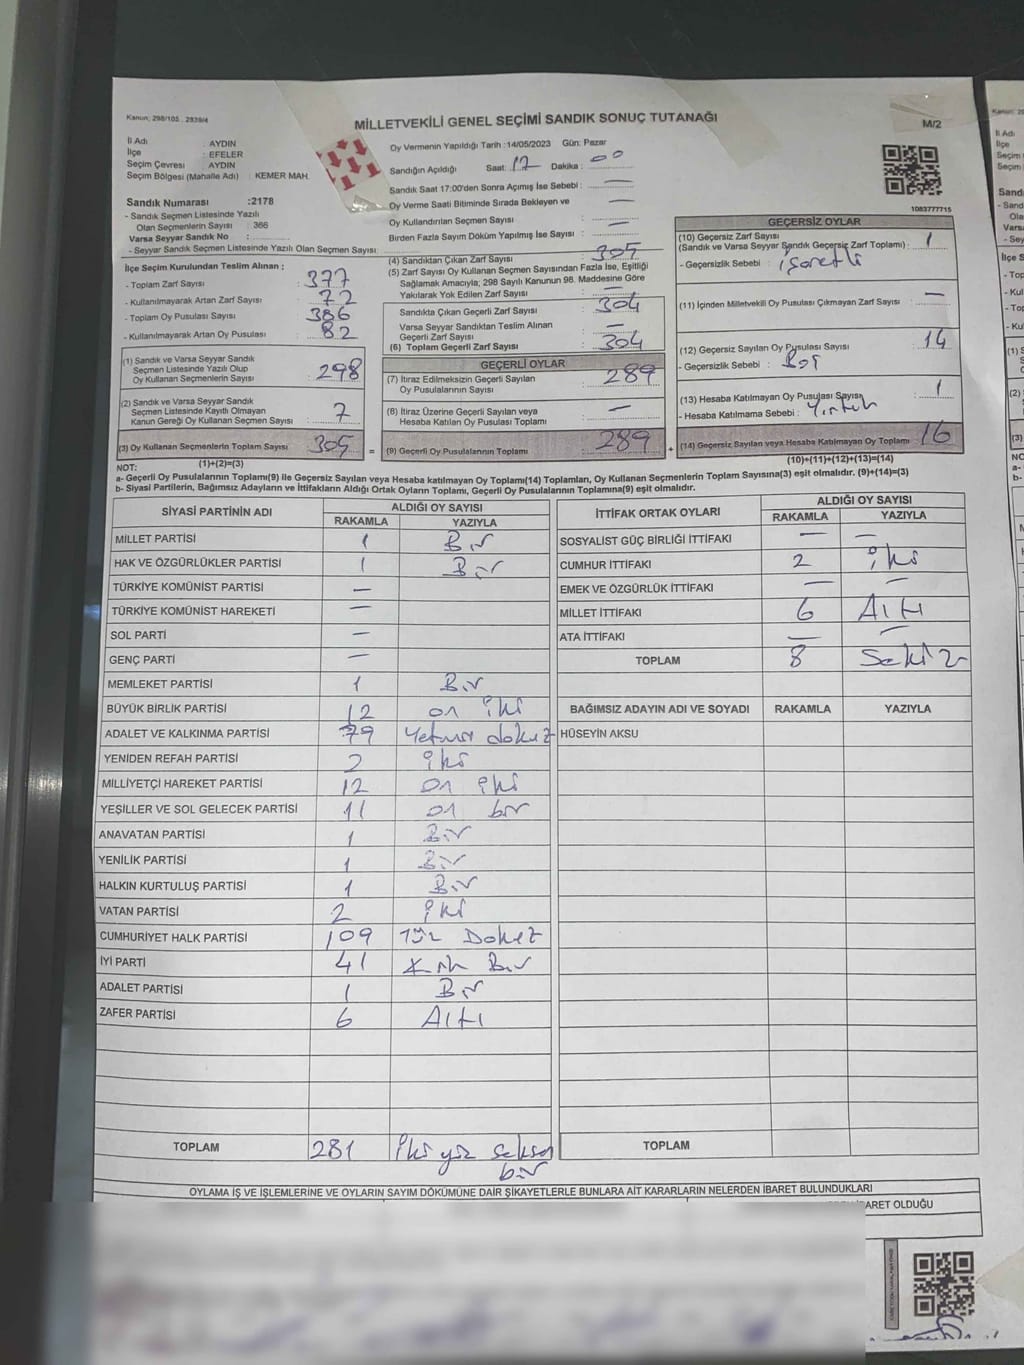 Kanun; 298/105 , 2839/4
MİLLETVEKİLİ GENEL SEÇİMİ SANDIK SONUÇ TUTANAĞI
M/2
İl Adı : AYDIN
İlçe : EFELER
Seçim Çevresi : AYDIN
Seçim Bölgesi (Mahalle Adı) : KEMER MAH.
Sandık Numarası :2178
- Sandık Seçmen Listesinde Yazılı
Olan Seçmenlerin Sayısı : 366
Varsa Seyyar Sandık No :
- Seyyar Sandık Seçmen Listesinde Yazılı Olan Seçmen Sayısı:
Oy Vermenin Yapıldığı Tarih : 14/05/2023 Gün: Pazar
Sandığın Açıldığı Saat: 17 Dakika : 00
Sandık Saat 17:00'den Sonra Açımış İse Sebebi : —
Oy Verme Saati Bitiminde Sırada Bekleyen ve
Oy Kullandırılan Seçmen Sayısı : —
Birden Fazla Sayım Döküm Yapılmış İse Sayısı : —
1083777715
İlçe Seçim Kurulundan Teslim Alınan ;
- Toplam Zarf Sayısı : 377
- Kullanılmayarak Artan Zarf Sayısı : 72
- Toplam Oy Pusulası Sayısı : 386
- Kullanılmayarak Artan Oy Pusulası : 82
(1) Sandık ve Varsa Seyyar Sandık
Seçmen Listesinde Yazılı Olup
Oy Kullanan Seçmenlerin Sayısı : 298
(2) Sandık ve Varsa Seyyar Sandık
Seçmen Listesinde Kayıtlı Olmayan
Kanun Gereği Oy Kullanan Seçmen Sayısı : 7
(3) Oy Kullanan Seçmenlerin Toplam Sayısı : 305 =
(1)+(2)=(3)
(4) Sandıktan Çıkan Zarf Sayısı : 305
(5) Zarf Sayısı Oy Kullanan Seçmen Sayısından Fazla İse, Eşitliği
Sağlamak Amacıyla; 298 Sayılı Kanunun 98. Maddesine Göre
Yakılarak Yok Edilen Zarf Sayısı : —
Sandıkta Çıkan Geçerli Zarf Sayısı : 304
Varsa Seyyar Sandıktan Teslim Alınan
Geçerli Zarf Sayısı : —
(6) Toplam Geçerli Zarf Sayısı : 304
GEÇERLİ OYLAR
(7) İtiraz Edilmeksizin Geçerli Sayılan
Oy Pusulalarının Sayısı : 289
(8) İtiraz Üzerine Geçerli Sayılan veya
Hesaba Katılan Oy Pusulası Toplamı : —
(9) Geçerli Oy Pusulalarının Toplamı : 289 +
GEÇERSİZ OYLAR
(10) Geçersiz Zarf Sayısı
(Sandık ve Varsa Seyyar Sandık Geçersiz Zarf Toplamı) : 1
- Geçersizlik Sebebi : işaretli
(11) İçinden Milletvekili Oy Pusulası Çıkmayan Zarf Sayısı : —
(12) Geçersiz Sayılan Oy Pusulası Sayısı : 14
- Geçersizlik Sebebi : Boş
(13) Hesaba Katılmayan Oy Pusulası Sayısı : 1
- Hesaba Katılmama Sebebi : Yırtık
(14) Geçersiz Sayılan veya Hesaba Katılmayan Oy Toplamı : 16
(10)+(11)+(12)+(13)=(14)
NOT:
a- Geçerli Oy Pusulalarının Toplamı(9) ile Geçersiz Sayılan veya Hesaba katılmayan Oy Toplamı(14) Toplamları, Oy Kullanan Seçmenlerin Toplam Sayısına(3) eşit olmalıdır. (9)+(14)=(3)
b- Siyasi Partilerin, Bağımsız Adayların ve İttifakların Aldığı Ortak Oyların Toplamı, Geçerli Oy Pusulalarının Toplamına(9) eşit olmalıdır.
SİYASİ PARTİNİN ADI ALDIĞI OY SAYISI
RAKAMLA YAZIYLA
MİLLET PARTİSİ 1 Bir
HAK VE ÖZGÜRLÜKLER PARTİSİ 1 Bir
TÜRKİYE KOMÜNİST PARTİSİ —
TÜRKİYE KOMÜNİST HAREKETİ —
SOL PARTİ —
GENÇ PARTİ —
MEMLEKET PARTİSİ 1 Bir
BÜYÜK BİRLİK PARTİSİ 12 on iki
ADALET VE KALKINMA PARTİSİ 79 Yetmiş dokuz
YENİDEN REFAH PARTİSİ 2 iki
MİLLİYETÇİ HAREKET PARTİSİ 12 on iki
YEŞİLLER VE SOL GELECEK PARTİSİ 11 on bir
ANAVATAN PARTİSİ 1 Bir
YENİLİK PARTİSİ 1 Bir
HALKIN KURTULUŞ PARTİSİ 1 Bir
VATAN PARTİSİ 2 iki
CUMHURİYET HALK PARTİSİ 109 Yüz Dokuz
İYİ PARTİ 41 Kırk Bir
ADALET PARTİSİ 1 Bir
ZAFER PARTİSİ 6 Altı
TOPLAM 281 iki yüz seksen
bir
İTTİFAK ORTAK OYLARI ALDIĞI OY SAYISI
RAKAMLA YAZIYLA
SOSYALİST GÜÇ BİRLİĞİ İTTİFAKI — —
CUMHUR İTTİFAKI 2 iki
EMEK VE ÖZGÜRLÜK İTTİFAKI — —
MİLLET İTTİFAKI 6 Altı
ATA İTTİFAKI — —
TOPLAM 8 Sekiz
BAĞIMSIZ ADAYIN ADI VE SOYADI RAKAMLA YAZIYLA
HÜSEYİN AKSU
TOPLAM
OYLAMA İŞ VE İŞLEMLERİNE VE OYLARIN SAYIM DÖKÜMÜNE DAİR ŞİKAYETLERLE BUNLARA AİT KARARLARIN NELERDEN İBARET BULUNDUKLARI
ARET OLDUĞU